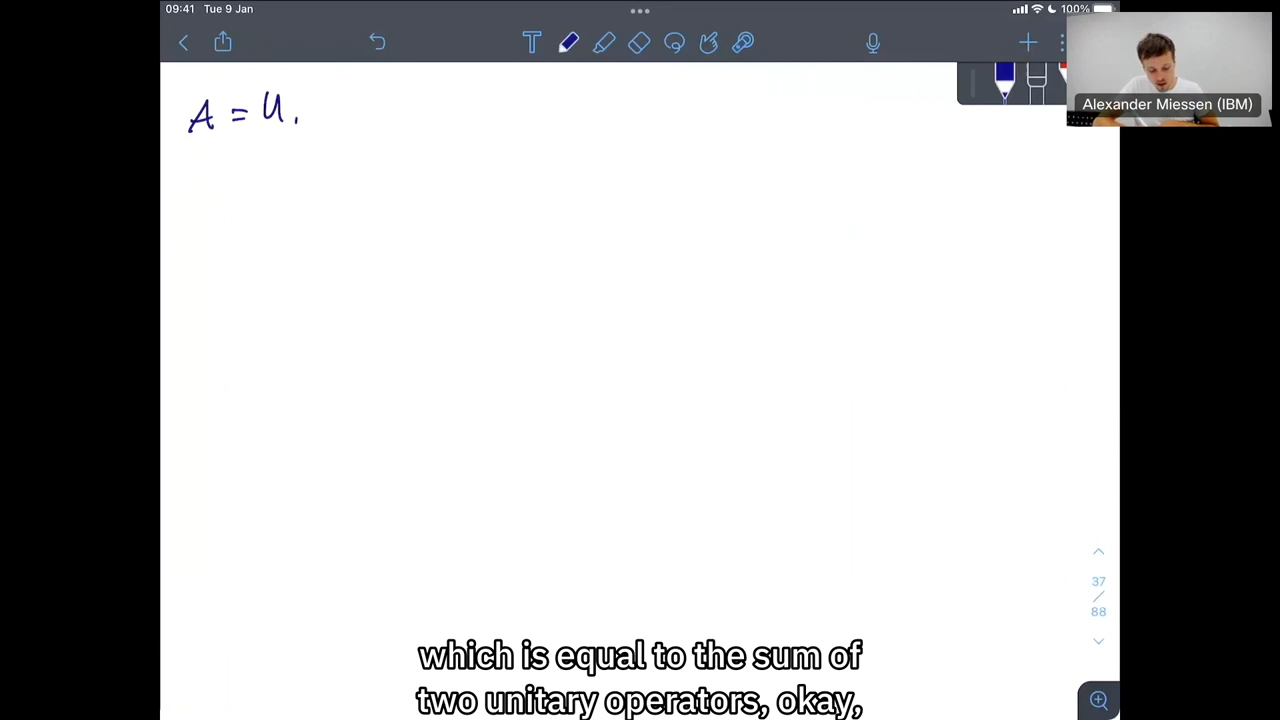 09:41 Tue 9 Jan
100%
T
Alexander Miessen (IBM)
A = U.
37
/
88
which is equal to the sum of
two unitary operators, okay,